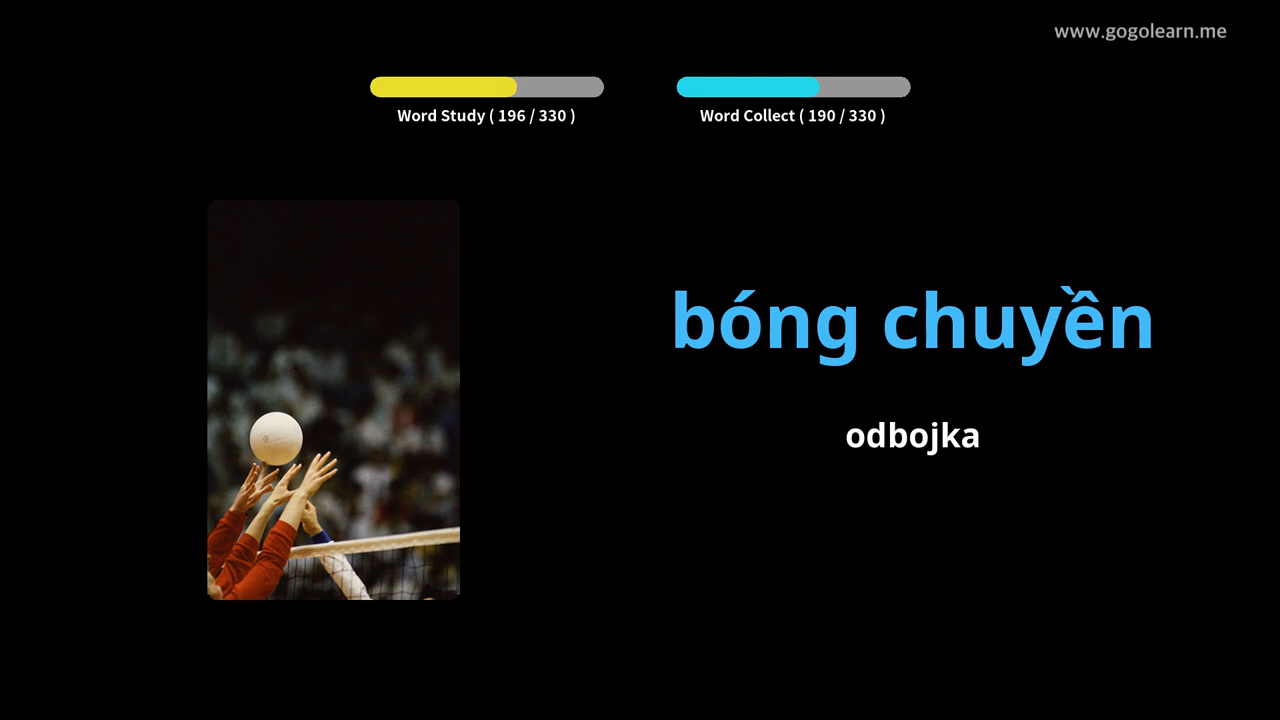 www.gogolearn.me
Word Study ( 196 / 330 )
Word Collect ( 190 / 330 )
bóng chuyền
odbojka